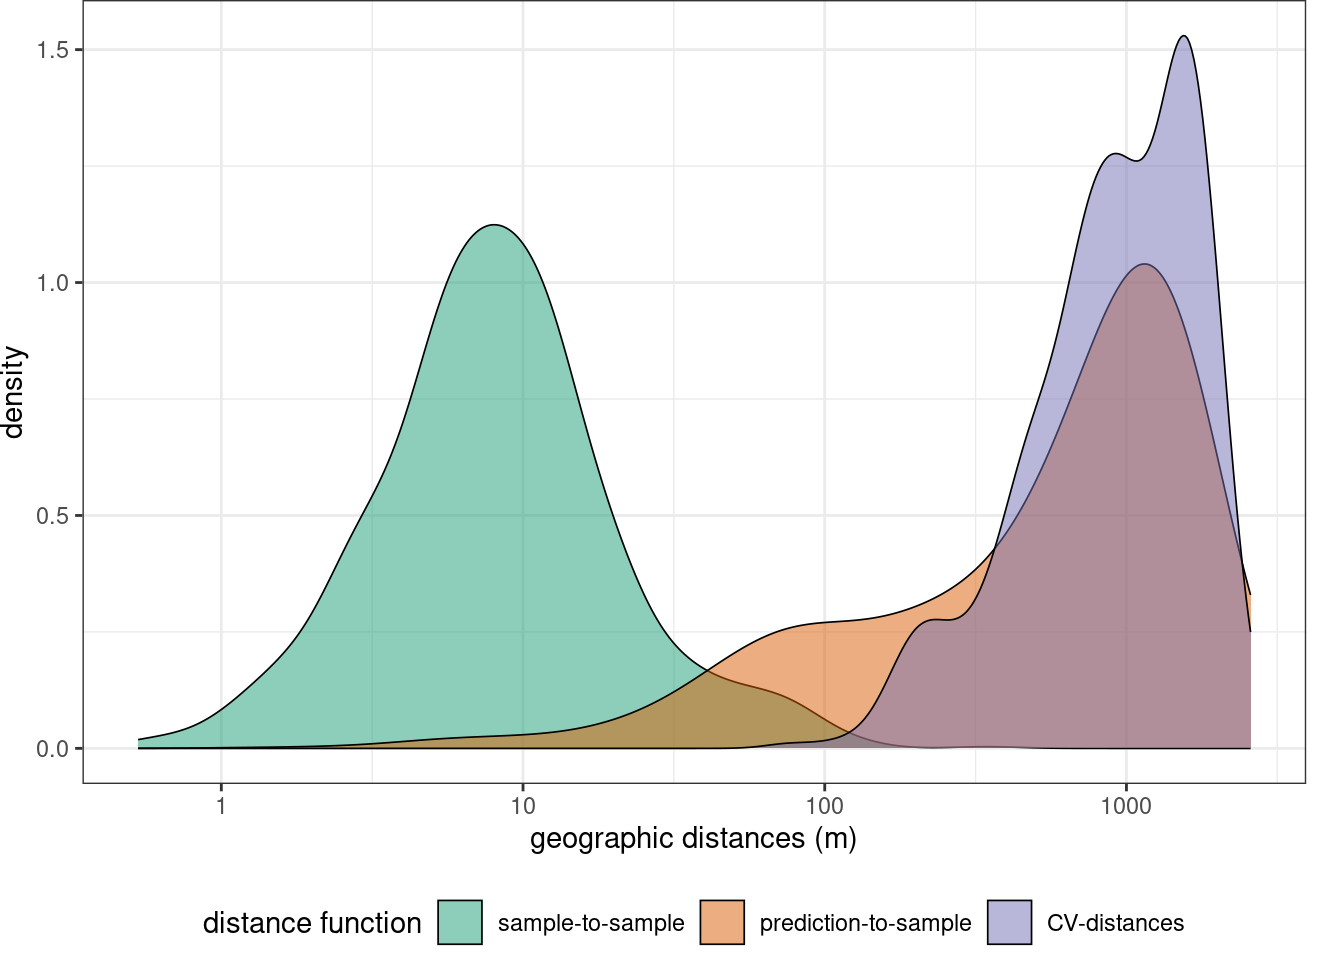 1.5
1.0
0.5
0.0
density
1 10 100 1000
geographic distances (m)
distance function sample-to-sample prediction-to-sample CV-distances